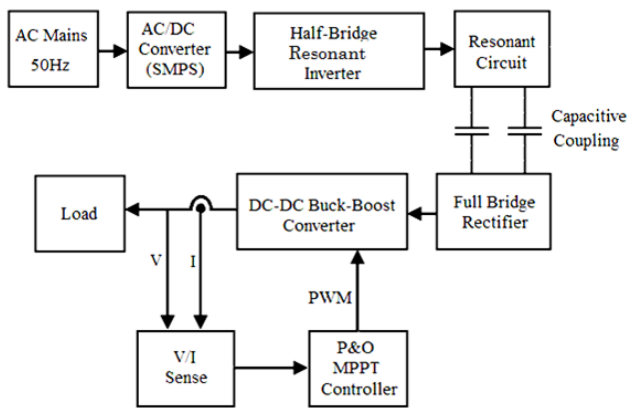 AC Mains
50Hz
AC/DC
Converter
(SMPS)
Half-Bridge
Resonant
Inverter
Resonant
Circuit
Capacitive
Coupling
Load
DC-DC Buck-Boost
Converter
Full Bridge
Rectifier
V
I
PWM
V/I
Sense
P&O
MPPT
Controller